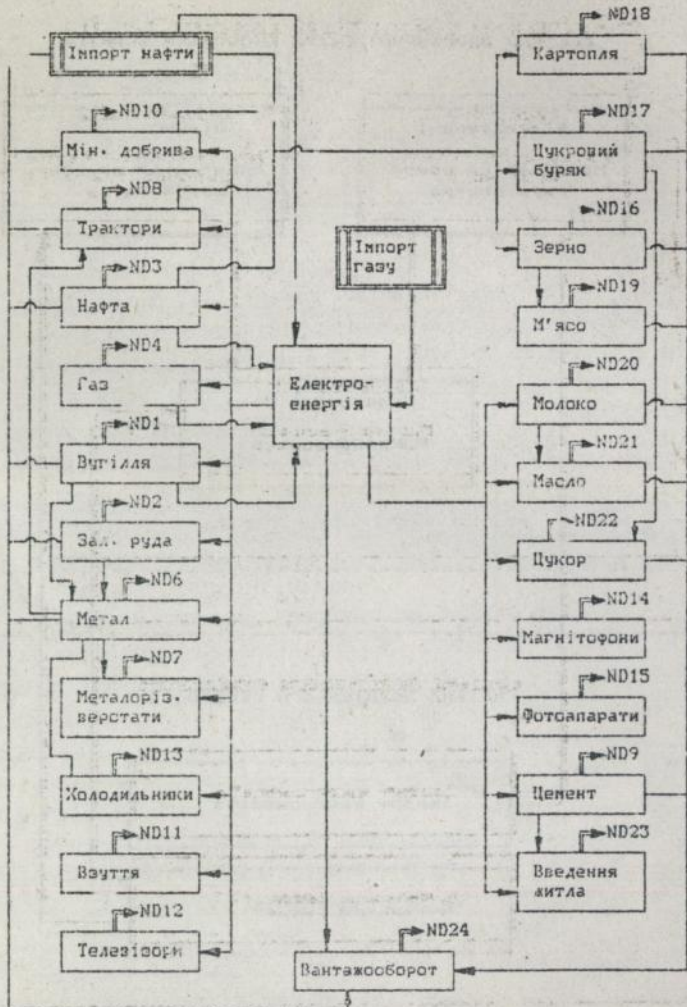 Імпорт нафти
ND10
Мін. добрива
ND8
Трактори
ND3
Нафта
ND4
Газ
ND1
Вугілля
ND2
Зал. руда
ND6
Метал
ND7
Металоріз.
верстати
ND13
Холодильники
ND11
Взуття
ND12
Телевізори
Імпорт
газу
Електро-
енергія
ND24
Вантажооборот
ND18
Картопля
ND17
Цукровий
буряк
ND16
Зерно
ND19
М'ясо
ND20
Молоко
ND21
Масло
ND22
Цукор
ND14
Магнітофони
ND15
Фотоапарати
ND9
Цемент
ND23
Введення
житла